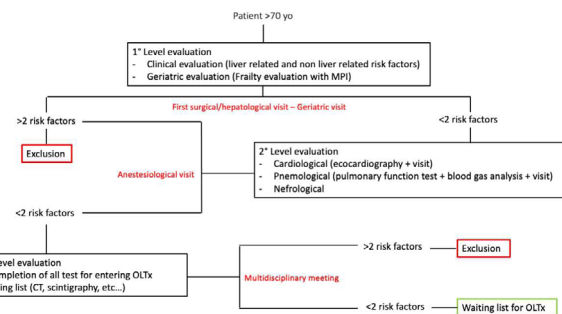 Patient >70 yo
1° Level evaluation
- Clinical evaluation (liver related and non liver related risk factors)
- Geriatric evaluation (Frailty evaluation with MPI)
First surgical/hepatological visit – Geriatric visit
>2 risk factors
<2 risk factors
Exclusion
2° Level evaluation
- Cardiological (ecocardiography + visit)
- Pnemological (pulmonary function test + blood gas analysis + visit)
- Nefrological
Anestesiological visit
<2 risk factors
evel evaluation
mpletion of all test for entering OLTx
ing list (CT, scintigraphy, etc...)
>2 risk factors
Exclusion
Multidisciplinary meeting
<2 risk factors
Waiting list for OLTx